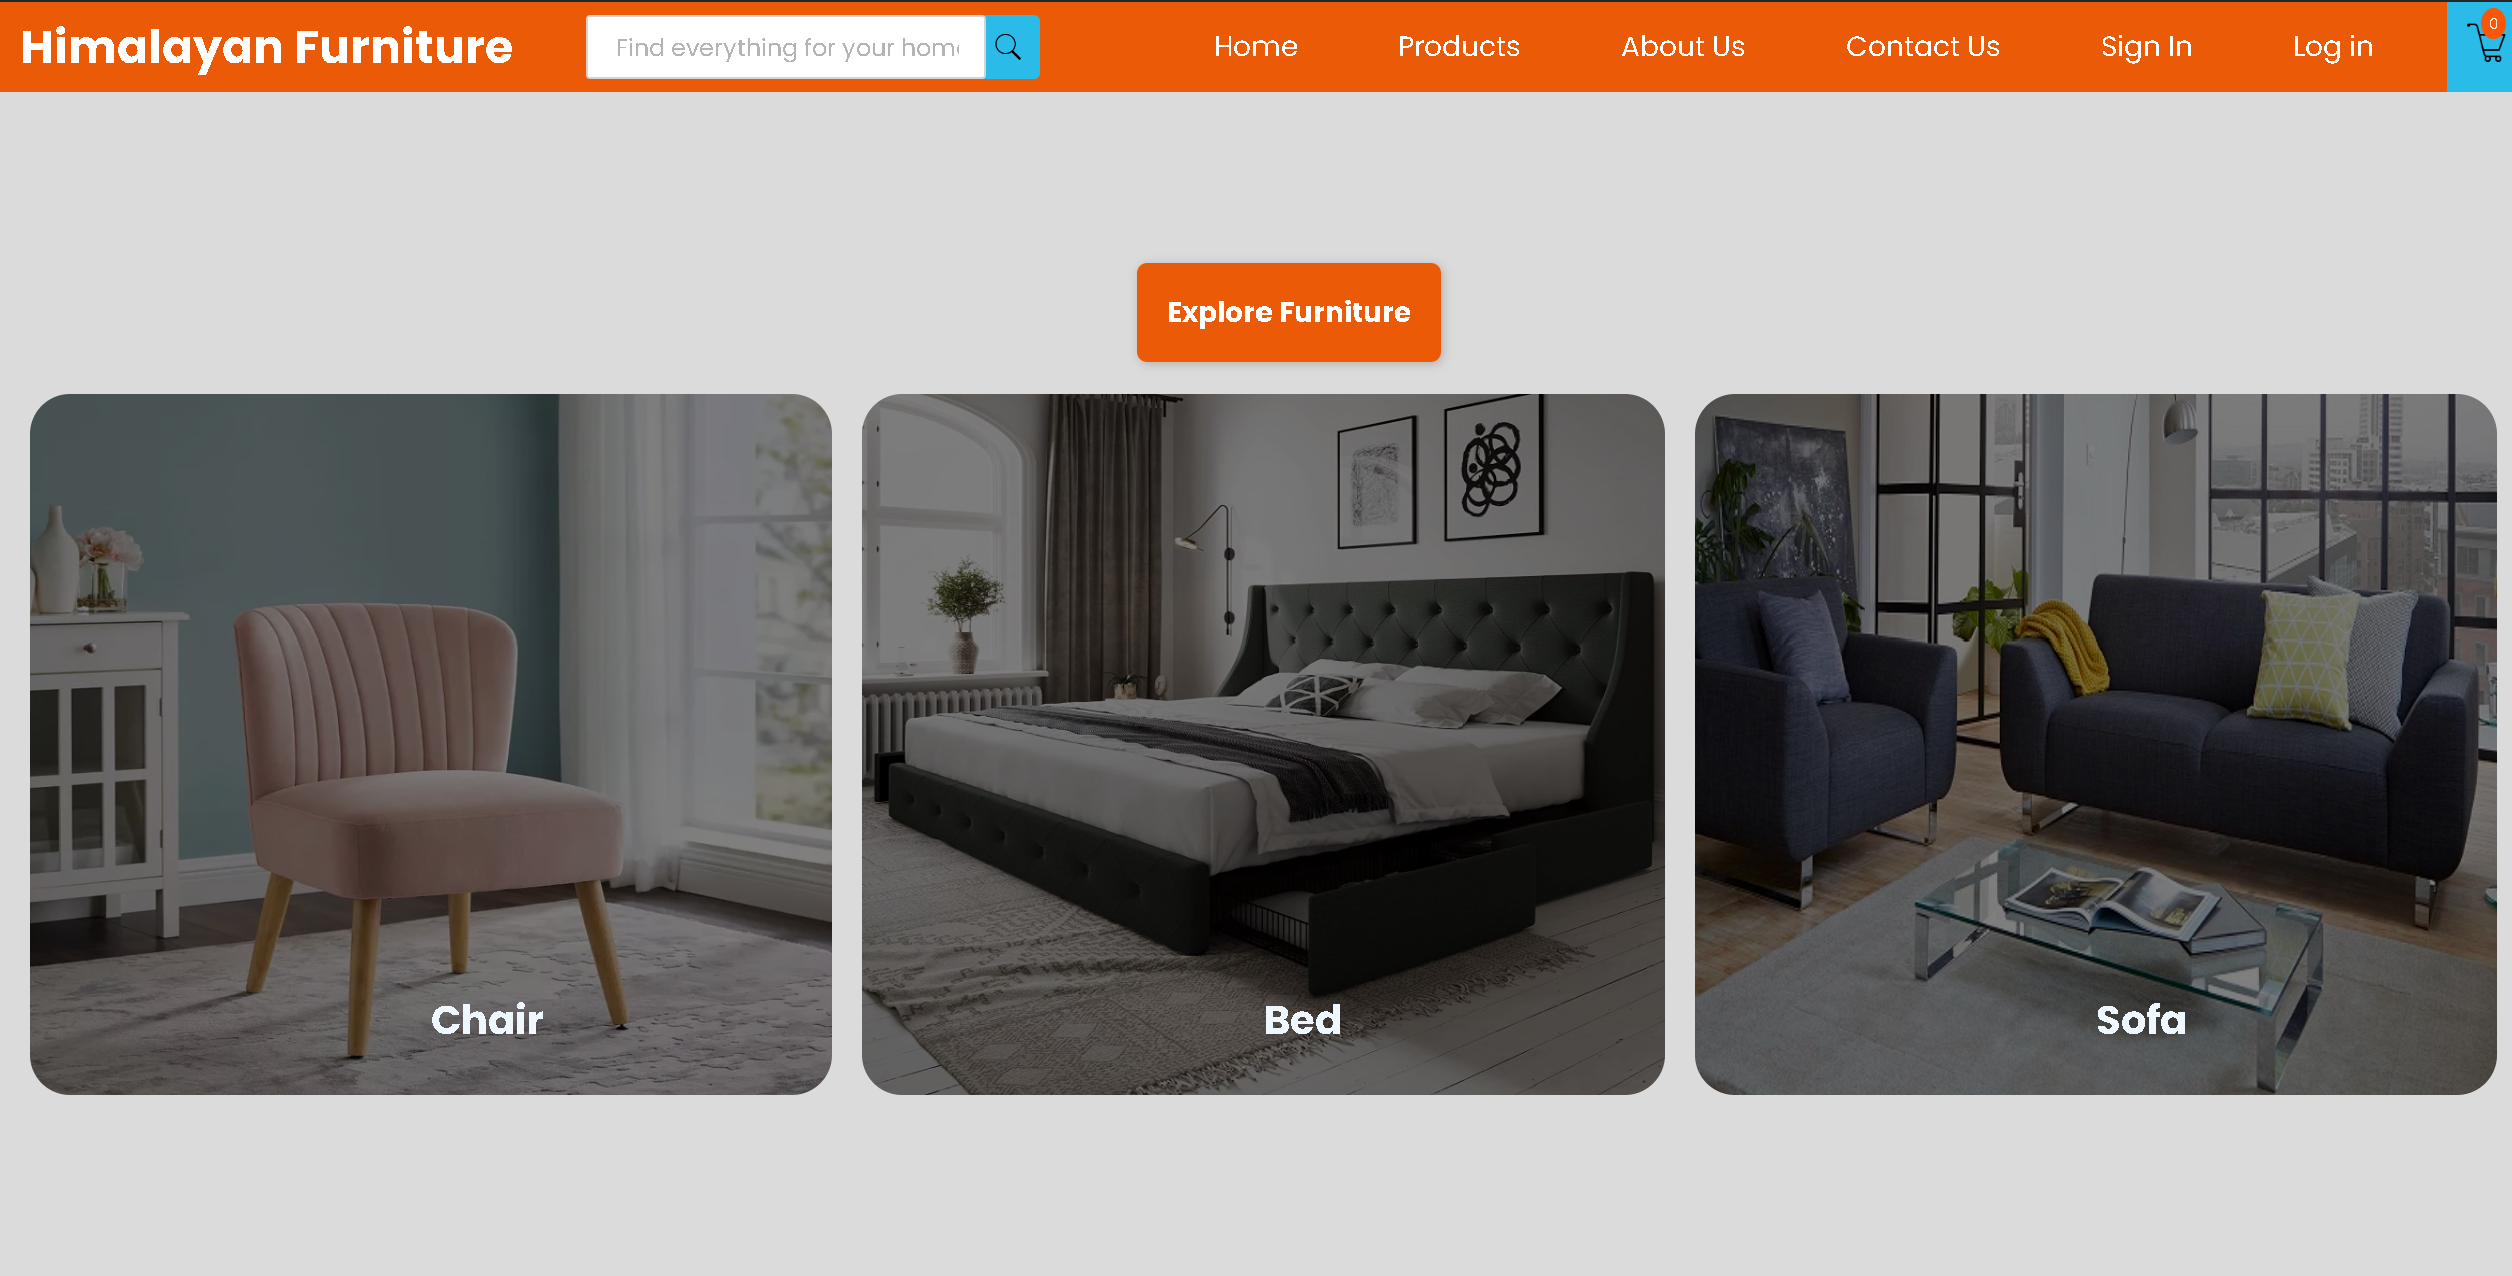 Himalayan Furniture
Find everything for your hom
Home
Products
About Us
Contact Us
Sign In
Log in
0
Explore Furniture
Chair
Bed
Sofa